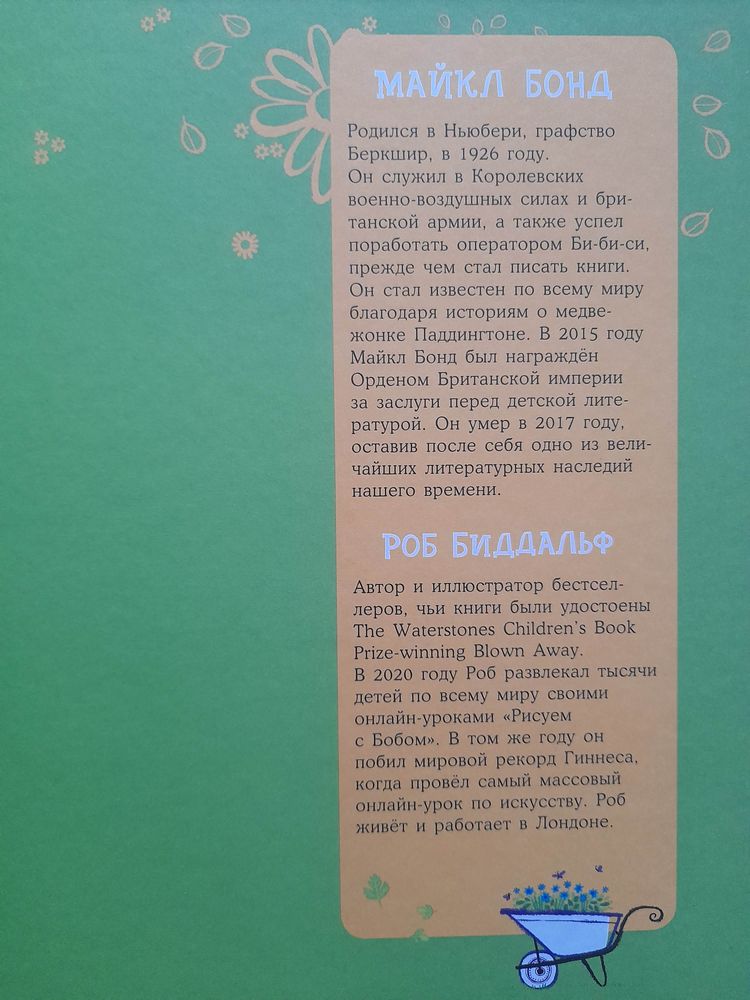 МАЙКЛ БОНД
Родился в Ньюбери, графство
Беркшир, в 1926 году.
Он служил в Королевских
военно-воздушных силах и бри-
танской армии, а также успел
поработать оператором Би-би-си,
прежде чем стал писать книги.
Он стал известен по всему миру
благодаря историям о медве-
жонке Паддингтоне. В 2015 году
Майкл Бонд был награждён
Орденом Британской империи
за заслуги перед детской лите-
ратурой. Он умер в 2017 году,
оставив после себя одно из вели-
чайших литературных наследий
нашего времени.
РОБ БИДДАЛЬФ
Автор и иллюстратор бестсел-
леров, чьи книги были удостоены
The Waterstones Children's Book
Prize-winning Blown Away.
В 2020 году Роб развлекал тысячи
детей по всему миру своими
онлайн-уроками «Рисуем
с Бобом». В том же году он
побил мировой рекорд Гиннеса,
когда провёл самый массовый
онлайн-урок по искусству. Роб
живёт и работает в Лондоне.